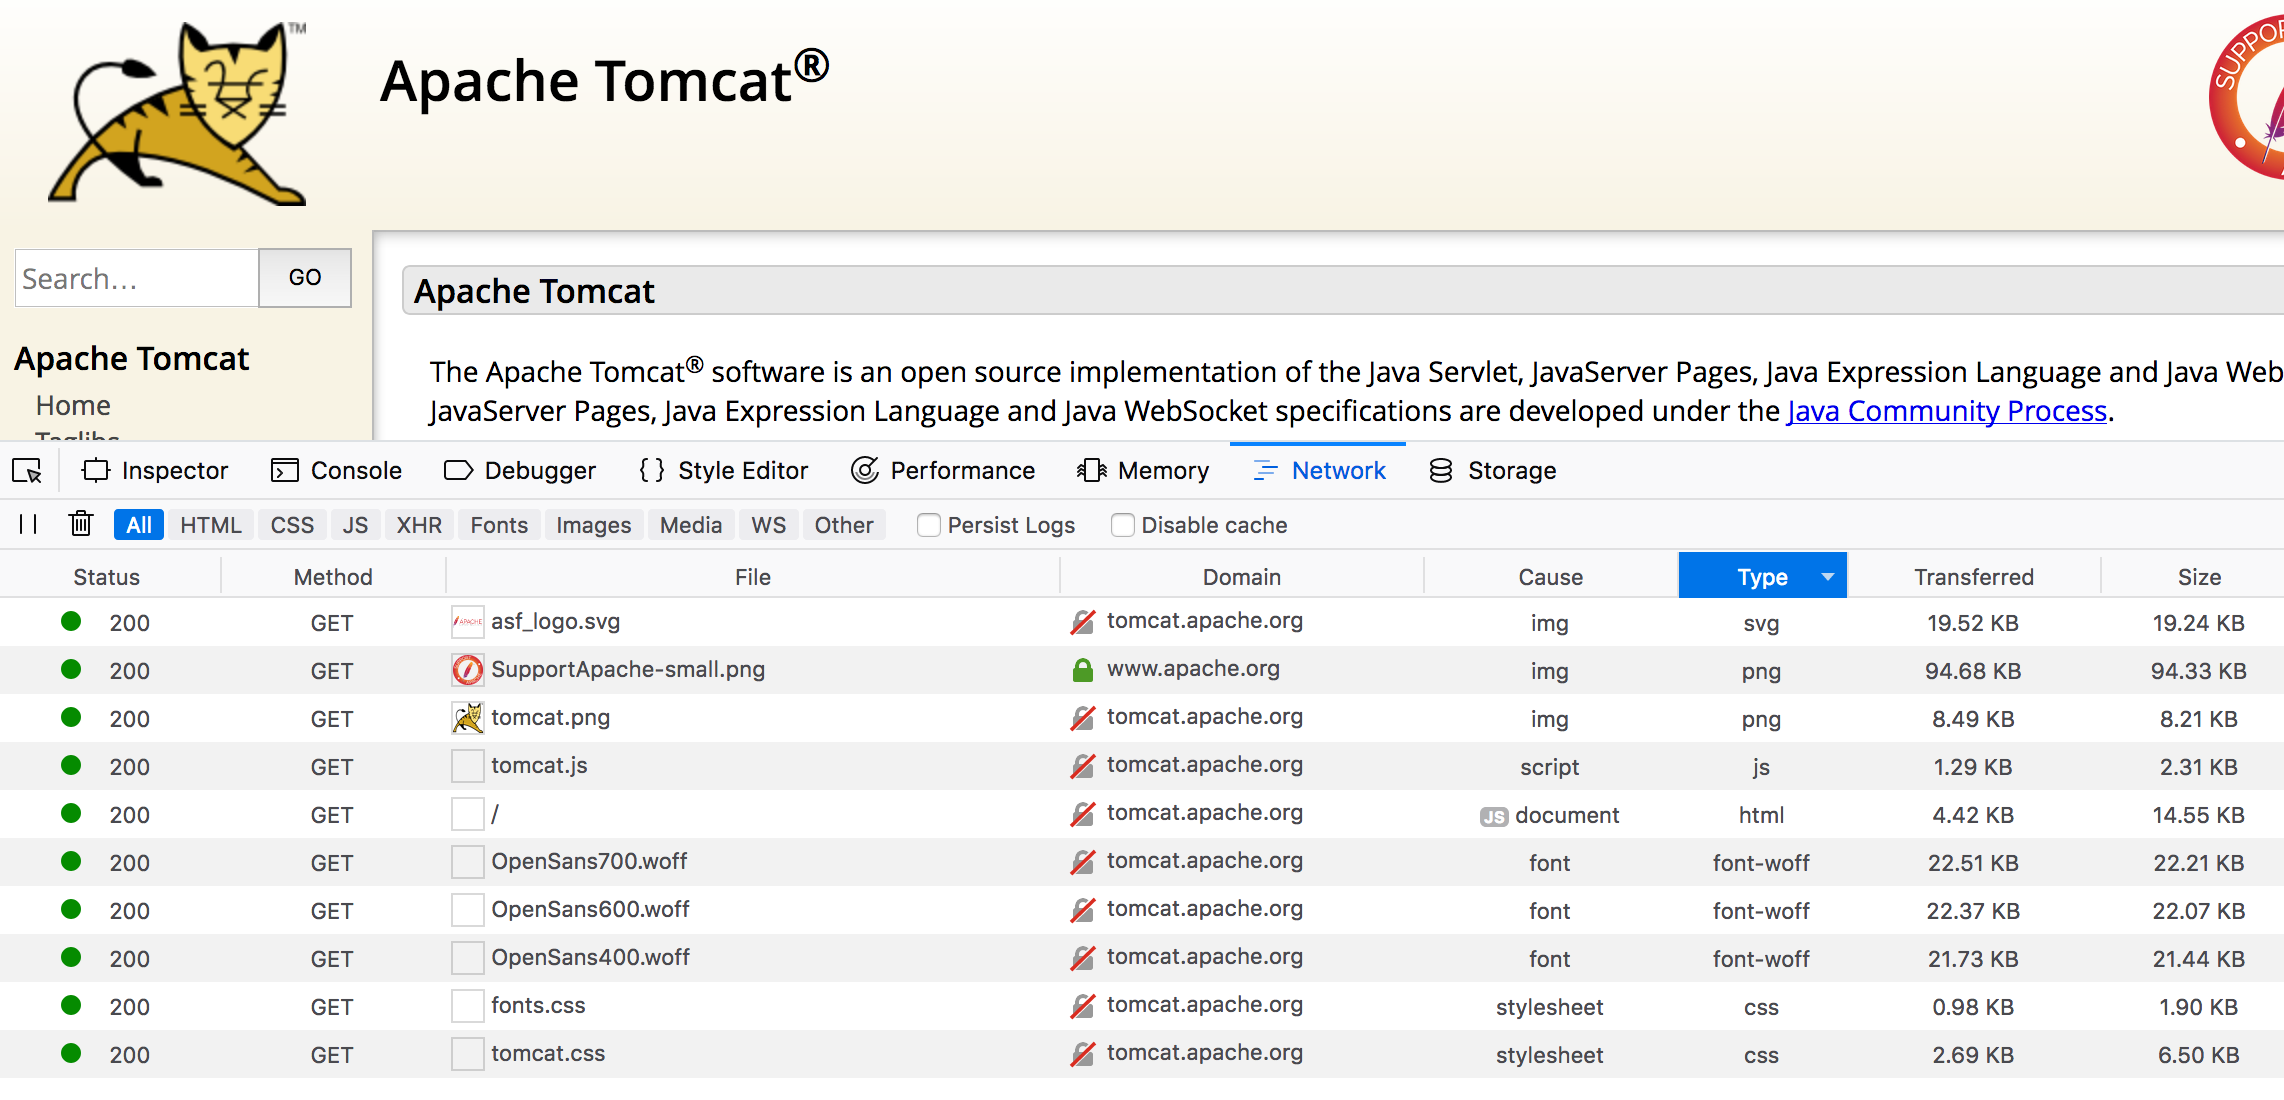 TM
Apache Tomcat®
SUPPOR
Search...
GO
Apache Tomcat
Home
Taglibs
Apache Tomcat
The Apache Tomcat® software is an open source implementation of the Java Servlet, JavaServer Pages, Java Expression Language and Java Web
JavaServer Pages, Java Expression Language and Java WebSocket specifications are developed under the Java Community Process.
Inspector Console Debugger { } Style Editor Performance Memory Network Storage
All HTML CSS JS XHR Fonts Images Media WS Other Persist Logs Disable cache
Status Method File Domain Cause Type Transferred Size
200 GET APACHE asf_logo.svg tomcat.apache.org img svg 19.52 KB 19.24 KB
200 GET SupportApache-small.png www.apache.org img png 94.68 KB 94.33 KB
200 GET tomcat.png tomcat.apache.org img png 8.49 KB 8.21 KB
200 GET tomcat.js tomcat.apache.org script js 1.29 KB 2.31 KB
200 GET / tomcat.apache.org JS document html 4.42 KB 14.55 KB
200 GET OpenSans700.woff tomcat.apache.org font font-woff 22.51 KB 22.21 KB
200 GET OpenSans600.woff tomcat.apache.org font font-woff 22.37 KB 22.07 KB
200 GET OpenSans400.woff tomcat.apache.org font font-woff 21.73 KB 21.44 KB
200 GET fonts.css tomcat.apache.org stylesheet css 0.98 KB 1.90 KB
200 GET tomcat.css tomcat.apache.org stylesheet css 2.69 KB 6.50 KB